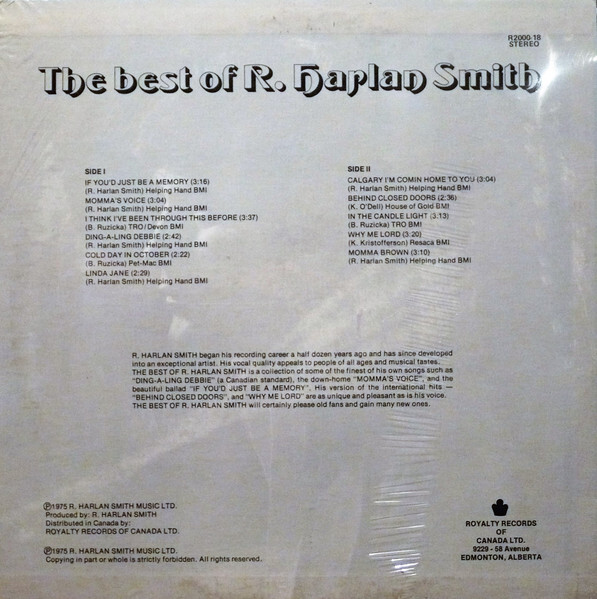 R2000-18
STEREO
The best of R. Harlan Smith
SIDE I
IF YOU'D JUST BE A MEMORY (3:16)
(R. Harlan Smith) Helping Hand BMI
MOMMA'S VOICE (3:04)
(R. Harlan Smith) Helping Hand BMI
I THINK I'VE BEEN THROUGH THIS BEFORE (3:37)
(B. Ruzicka) TRO/Devon BMI
DING-A-LING DEBBIE (2:42)
(R. Harlan Smith) Helping Hand BMI
COLD DAY IN OCTOBER (2:22)
(B. Ruzicka) Pet-Mac BMI
LINDA JANE (2:29)
(R. Harlan Smith) Helping Hand BMI
SIDE II
CALGARY I'M COMIN HOME TO YOU (3:04)
(R. Harlan Smith) Helping Hand BMI
BEHIND CLOSED DOORS (2:36)
(K. O'Dell) House of Gold BMI
IN THE CANDLE LIGHT (3:13)
(B. Ruzicka) TRO BMI
WHY ME LORD (3:20)
(K. Kristofferson) Resaca BMI
MOMMA BROWN (3:10)
(R. Harlan Smith) Helping Hand BMI
R. HARLAN SMITH began his recording career a half dozen years ago and has since developed
into an exceptional artist. His vocal quality appeals to people of all ages and musical tastes.
THE BEST OF R. HARLAN SMITH is a collection of some of the finest of his own songs such as
"DING-A-LING DEBBIE" (a Canadian standard), the down-home "MOMMA'S VOICE", and the
beautiful ballad "IF YOU'D JUST BE A MEMORY". His version of the international hits —
"BEHIND CLOSED DOORS", and "WHY ME LORD" are as unique and pleasant as is his voice.
THE BEST OF R. HARLAN SMITH will certainly please old fans and gain many new ones.
Ⓟ1975 R. HARLAN SMITH MUSIC LTD.
Produced by: R. HARLAN SMITH
Distributed in Canada by:
ROYALTY RECORDS OF CANADA LTD.
Ⓟ1975 R. HARLAN SMITH MUSIC LTD.
Copying in part or whole is strictly forbidden. All rights reserved.
ROYALTY RECORDS
OF
CANADA LTD.
9229 - 58 Avenue
EDMONTON, ALBERTA